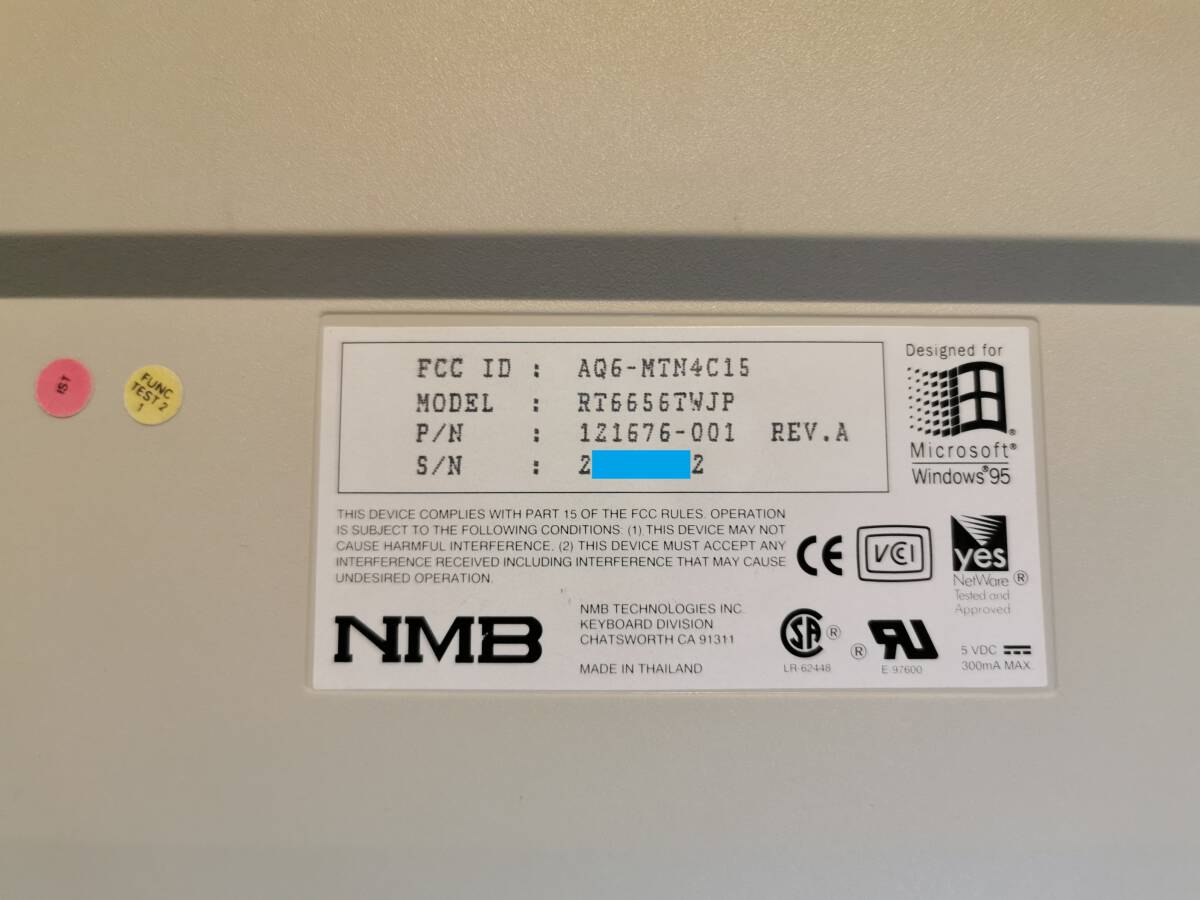 FCC ID : AQ6-MTN4C15
MODEL : RT6656TWJP
P/N : 121676-001 REV.A
S/N : 2 2
Designed for
Microsoft®
Windows®95
THIS DEVICE COMPLIES WITH PART 15 OF THE FCC RULES. OPERATION
IS SUBJECT TO THE FOLLOWING CONDITIONS: (1) THIS DEVICE MAY NOT
CAUSE HARMFUL INTERFERENCE. (2) THIS DEVICE MUST ACCEPT ANY
INTERFERENCE RECEIVED INCLUDING INTERFERENCE THAT MAY CAUSE
UNDESIRED OPERATION.
CE
VCCI
yes
NetWare®
Tested and
Approved
NMB
NMB TECHNOLOGIES INC.
KEYBOARD DIVISION
CHATSWORTH CA 91311
MADE IN THAILAND
SA ®
LR-62448
® RU
E-97600
5 VDC
300mA MAX.
IST
FUNC
TEST 2
1